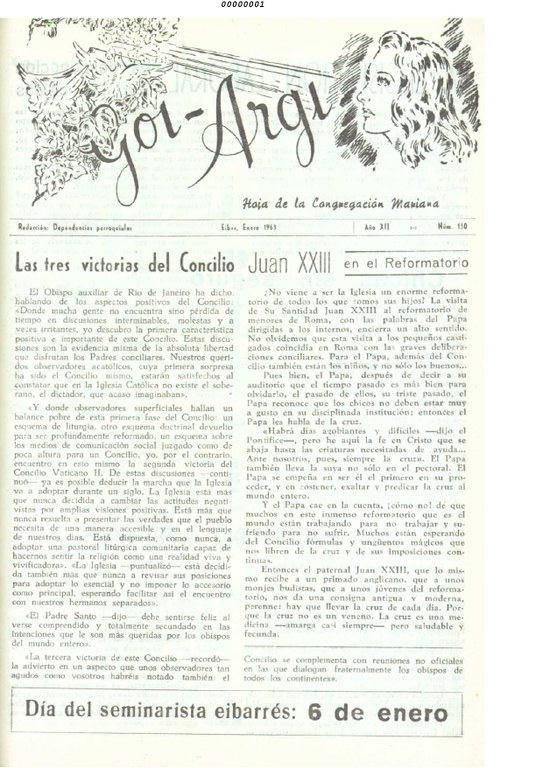 00000001
Goi-Argi
Hoja de la Congregación Mariana
Redacción: Dependencias parroquiales
Eibar, Enero 1963
Año XII
Núm. 150
Las tres victorias del Concilio
El Obispo auxiliar de Río de Janeiro ha dicho,
hablando de los aspectos positivos del Concilio:
«Donde mucha gente no encuentra sino pérdida de
tiempo en discusiones interminables, molestas y a
veces irritantes, yo descubro la primera característica
positiva e importante de este Concilio. Estas discu-
siones son la evidencia misma de la absoluta libertad
que disfrutan los Padres conciliares. Nuestros queri-
dos observadores acatólicos, cuya primera sorpresa
ha sido el Concilio mismo, estarán satisfechos al
constatar que en la Iglesia Católica no existe el sobe-
rano, el dictador, que acaso imaginaban».
«Y donde observadores superficiales hallan un
balance pobre de esta primera fase del Concilio: un
esquema de liturgia, otro esquema doctrinal devuelto
para ser profundamente reformado, un esquema sobre
los medios de comunicación social juzgado como de
poca altura para un Concilio, yo, por el contrario,
encuentro en esto mismo la segunda victoria del
Concilio Vaticano II. De estas discusiones —conti-
nuó— ya es posible deducir la marcha que la Iglesia
va a adoptar durante un siglo. La Iglesia está más
que nunca decidida a cambiar las actitudes negati-
vistas por amplias visiones positivas. Está más que
nunca resuelta a presentar las verdades que el pueblo
necesita de una manera accesible y en el lenguaje
de nuestros días. Está dispuesta, como nunca, a
adoptar una pastoral litúrgica comunitaria capaz de
hacernos sentir la religión como una realidad viva y
vivificadora». «La Iglesia —puntualizó— está decidi-
da también más que nunca a revisar sus posiciones
para adoptar lo esencial y no imponer lo accesorio
como principal, esperando facilitar así el encuentro
con nuestros hermanos separados».
«El Padre Santo —dijo— debe sentirse feliz al
verse comprendido y totalmente secundado en las
intenciones que le son más queridas por los obispos
del mundo entero».
«La tercera victoria de este Concilio —recordó—
la advierto en un aspecto que unos observadores tan
agudos como vosotros habréis notado también: el
Juan XXIII en el Reformatorio
¿No viene a ser la Iglesia un enorme reforma-
torio de todos los que somos sus hijos? La visita
de Su Santidad Juan XXIII al reformatorio de
menores de Roma, con las palabras del Papa
dirigidas a los internos, encierra un alto sentido.
No olvidemos que esta visita a los pequeños casti-
gados coincidía en Roma con las graves delibera-
ciones conciliares. Para el Papa, además del Con-
cilio también están los niños, y no sólo los buenos...
Pues bien, el Papa, después de decir a su
auditorio que el tiempo pasado es más bien para
olvidarlo, el pasado de ellos, su triste pasado, el
Papa reconoce que los chicos no deben estar muy
a gusto en su disciplinada institución; entonces el
Papa les habla de la cruz.
«Habrá días agobiantes y difíciles —dijo el
Pontífice—, pero he aquí la fe en Cristo que se
abaja hasta las criaturas necesitadas de ayuda...
Ante nosotros, pues, siempre la cruz». El Papa
también lleva la suya no sólo en el pectoral. El Papa
se empeña en ser él el primero en su pro-
ceder, y en sostener, exaltar y predicar la cruz al
mundo entero.
Y el Papa cae en la cuenta, ¡cómo no! de que
muchos en este inmenso reformatorio que es el
mundo están trabajando para no trabajar y su-
friendo para no sufrir. Muchos están esperando
del Concilio fórmulas y ungüentos mágicos que
nos libren de la cruz y de sus imposiciones con-
tinuas.
Entonces el paternal Juan XXIII, que lo mis-
mo recibe a un primado anglicano, que a unos
monjes budistas, que a unos jóvenes del reforma-
torio, nos da una consigna antigua y moderna,
perenne: hay que llevar la cruz de cada día. Por-
que la cruz no es un veneno. La cruz es una me-
dicina —amarga casi siempre— pero saludable y
fecunda.
Concilio se complementa con reuniones no oficiales
en las que dialogan fraternalmente los obispos de
todos los continentes».
Día del seminarista eibarrés: 6 de enero